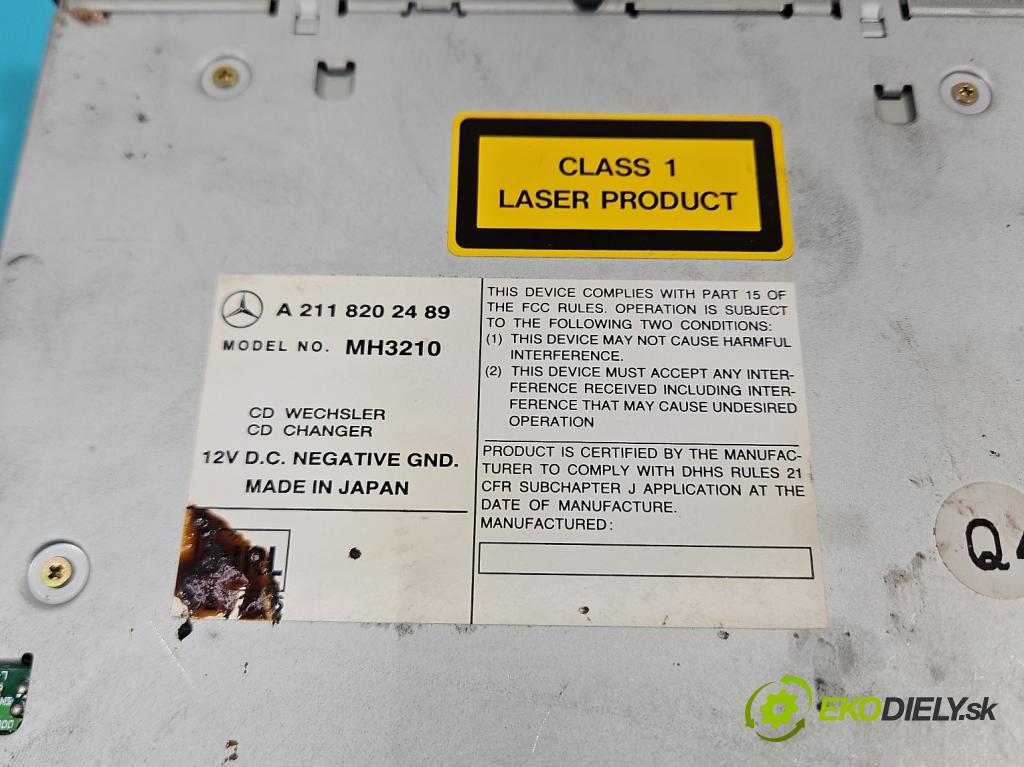 CLASS 1
LASER PRODUCT
A 211 820 24 89
MODEL NO. MH3210
CD WECHSLER
CD CHANGER
12V D.C. NEGATIVE GND.
MADE IN JAPAN
THIS DEVICE COMPLIES WITH PART 15 OF
THE FCC RULES. OPERATION IS SUBJECT
TO THE FOLLOWING TWO CONDITIONS:
(1) THIS DEVICE MAY NOT CAUSE HARMFUL
INTERFERENCE.
(2) THIS DEVICE MUST ACCEPT ANY INTER-
FERENCE RECEIVED INCLUDING INTER-
FERENCE THAT MAY CAUSE UNDESIRED
OPERATION
PRODUCT IS CERTIFIED BY THE MANUFAC-
TURER TO COMPLY WITH DHHS RULES 21
CFR SUBCHAPTER J APPLICATION AT THE
DATE OF MANUFACTURE.
MANUFACTURED:
EKODIELY.sk